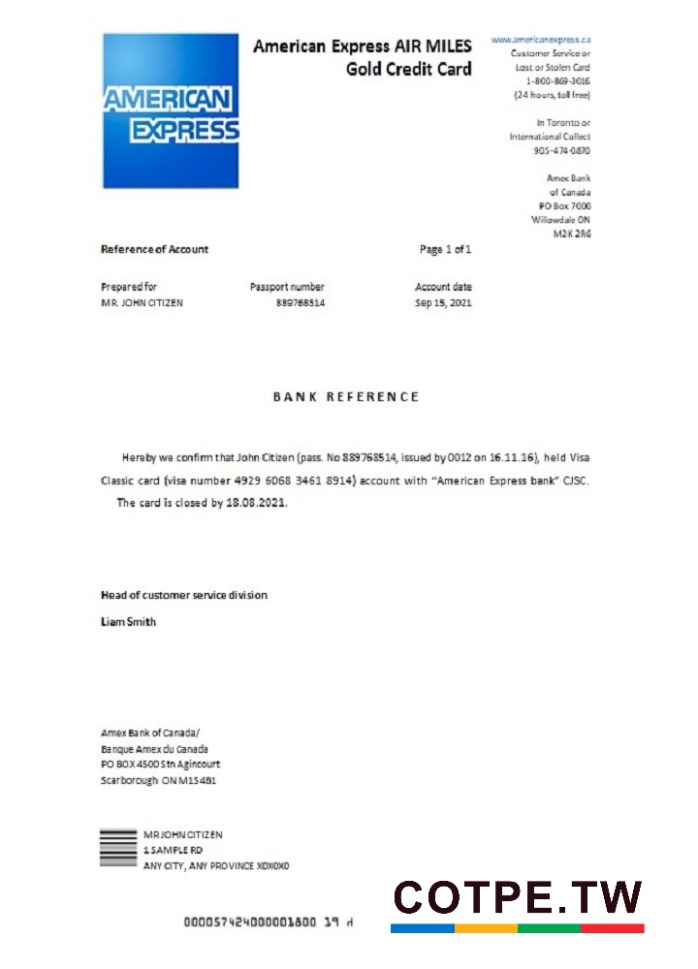 AMERICAN
EXPRESS
American Express AIR MILES
Gold Credit Card
www.americanexpress.ca
Customer Service or
Lost or Stolen Card
1-800-869-3016
(24 hours, toll free)
In Toronto or
International Collect
905-474-0870
Amex Bank
of Canada
PO Box 7000
Willowdale ON
M2K 2R6
Reference of Account
Page 1 of 1
Prepared for
MR. JOHN CITIZEN
Passport number
889768514
Account date
Sep 15, 2021
BANK REFERENCE
Hereby we confirm that John Citizen (pass. No 889768514, issued by 0012 on 16.11.16), held Visa
Classic card (visa number 4929 6068 3461 8914) account with "American Express bank" CJSC.
The card is closed by 18.08.2021.
Head of customer service division
Liam Smith
Amex Bank of Canada/
Banque Amex du Canada
PO BOX 4500 Stn Agincourt
Scarborough ON M1S 4B1
MR JOHN CITIZEN
1 SAMPLE RD
ANY CITY, ANY PROVINCE X0X0X0
0000574240000001800 19 H
COTPE.TW